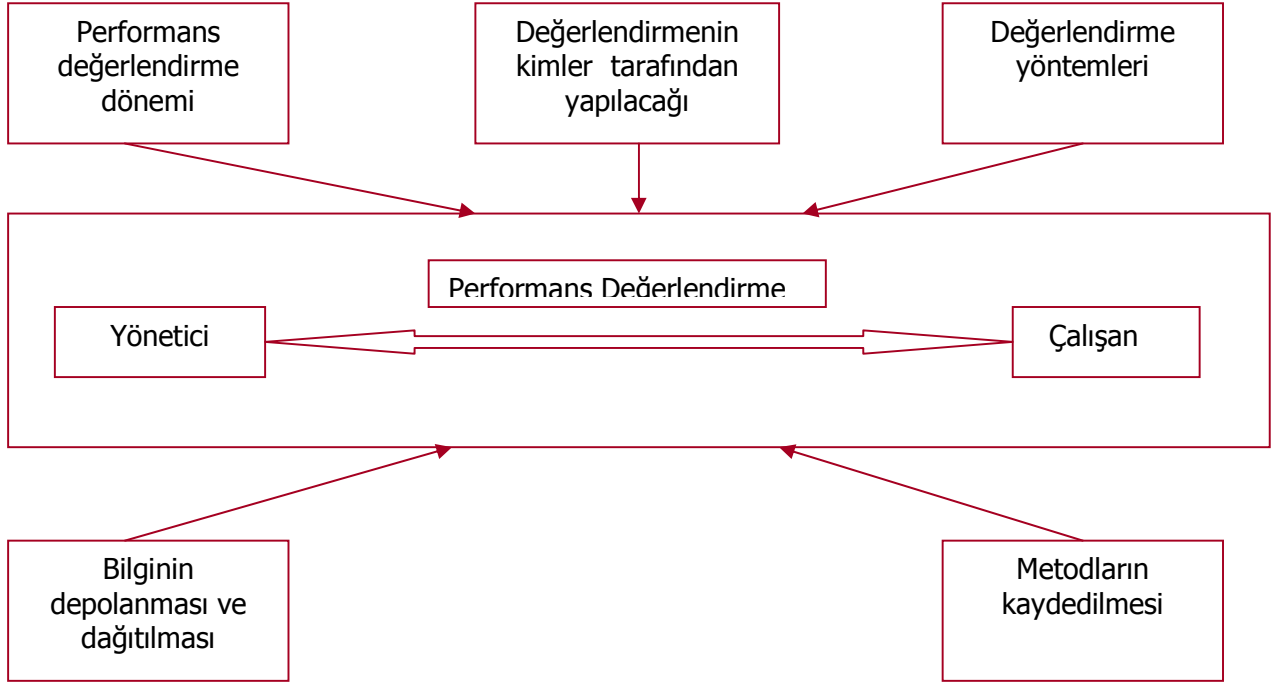 Performans
değerlendirme
dönemi
Değerlendirmenin
kimler tarafından
yapılacağı
Değerlendirme
yöntemleri
Performans Değerlendirme
Yönetici
Çalışan
Bilginin
depolanması ve
dağıtılması
Metodların
kaydedilmesi